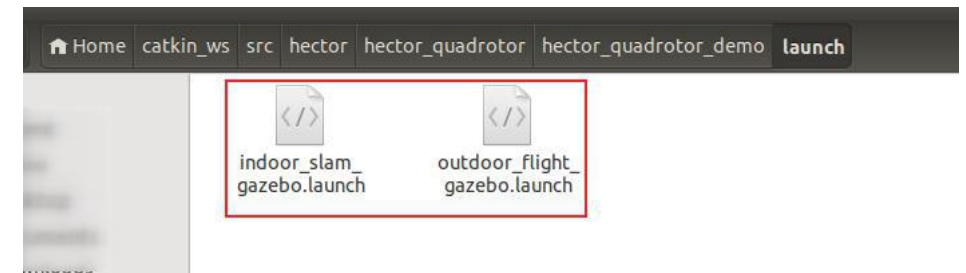 Home catkin_ws src hector hector_quadrotor hector_quadrotor_demo launch
indoor_slam_
gazebo.launch
outdoor_flight_
gazebo.launch